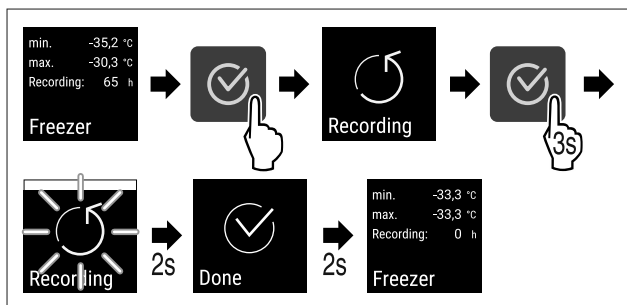 min. -35,2 °C
max. -30,3 °C
Recording: 65 h
Freezer
Recording
3s
Recording
2s
Done
2s
min. -33,3 °C
max. -33,3 °C
Recording: 0 h
Freezer